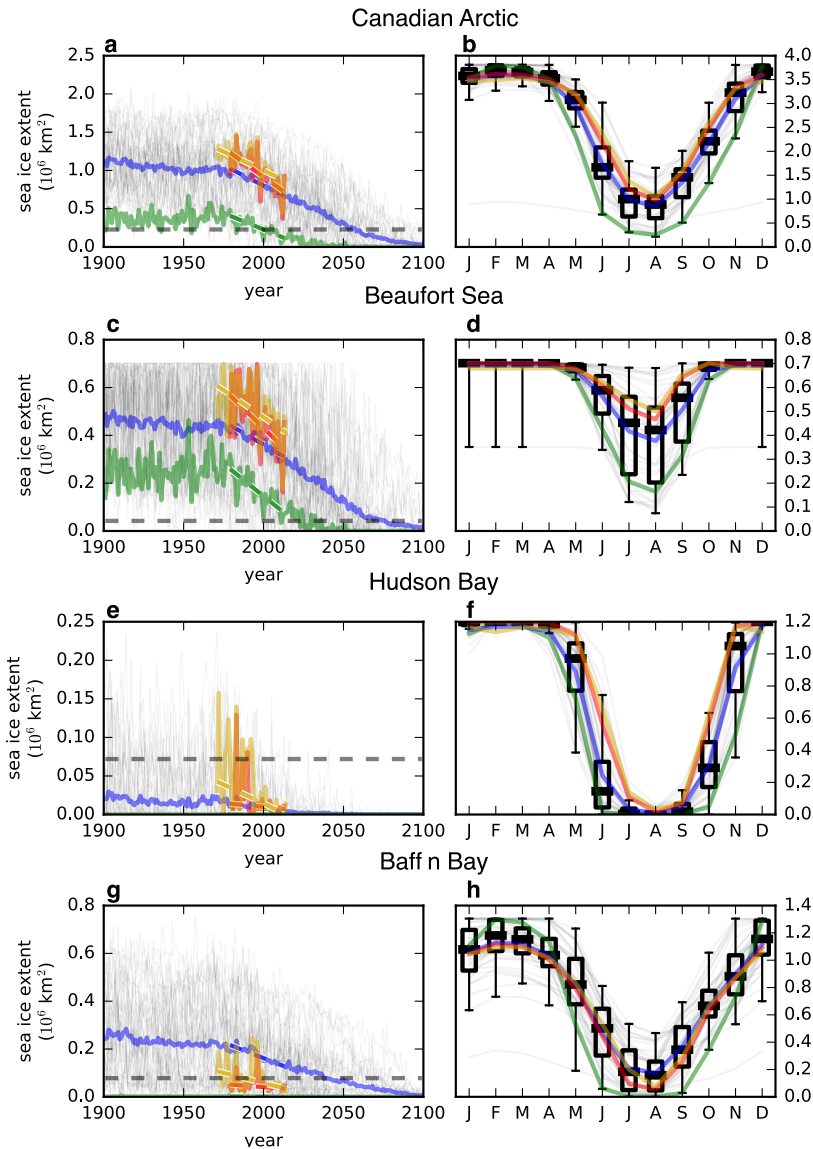 Canadian Arctic
a
b
sea ice extent
(10⁶ km²)
2.5
2.0
1.5
1.0
0.5
0.0
1900 1950 2000 2050 2100
year
4.0
3.5
3.0
2.5
2.0
1.5
1.0
0.5
0.0
J F M A M J J A S O N D
Beaufort Sea
c
d
sea ice extent
(10⁶ km²)
0.8
0.6
0.4
0.2
0.0
1900 1950 2000 2050 2100
year
0.8
0.7
0.6
0.5
0.4
0.3
0.2
0.1
0.0
J F M A M J J A S O N D
Hudson Bay
e
f
sea ice extent
(10⁶ km²)
0.25
0.20
0.15
0.10
0.05
0.00
1900 1950 2000 2050 2100
year
1.2
1.0
0.8
0.6
0.4
0.2
0.0
J F M A M J J A S O N D
Baff n Bay
g
h
sea ice extent
(10⁶ km²)
0.8
0.6
0.4
0.2
0.0
1900 1950 2000 2050 2100
year
1.4
1.2
1.0
0.8
0.6
0.4
0.2
0.0
J F M A M J J A S O N D